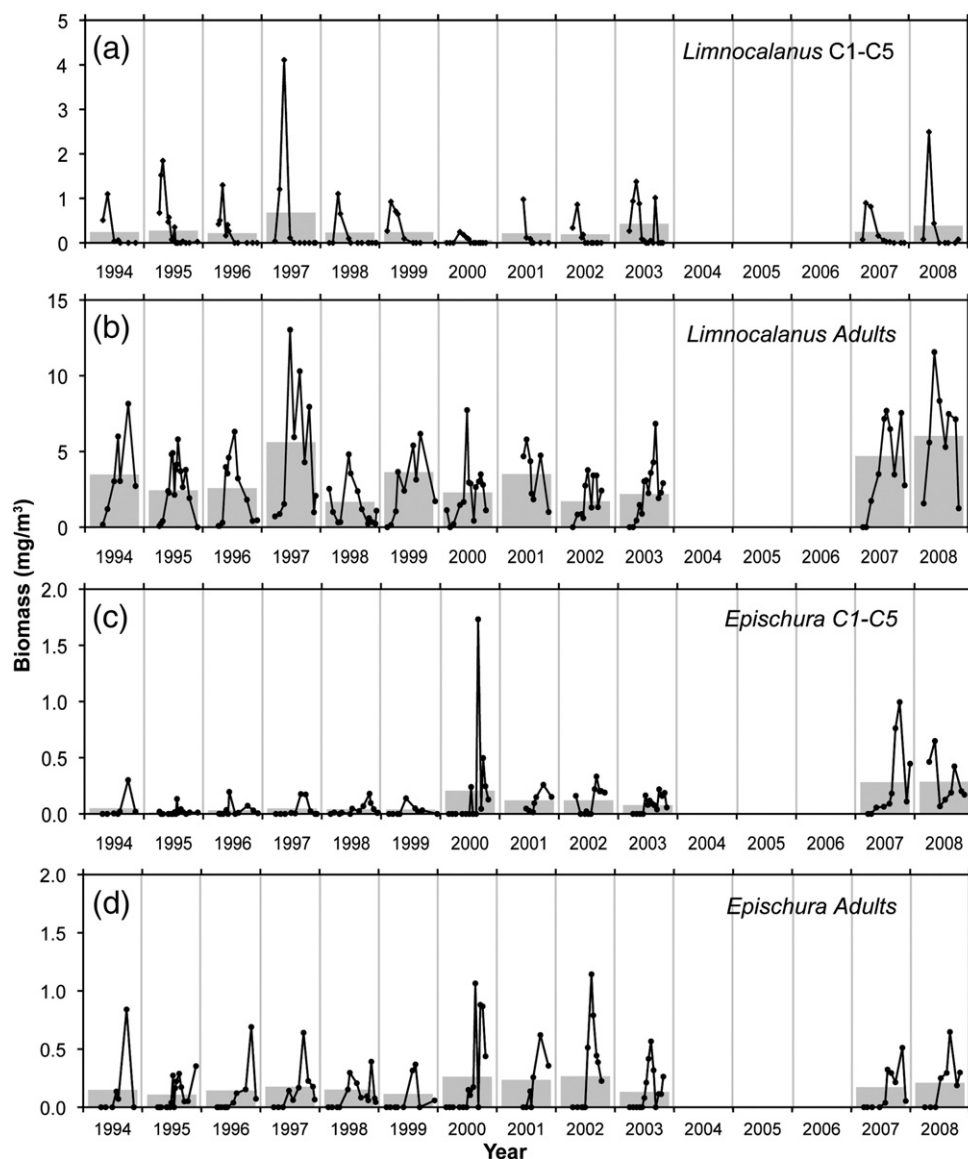 Biomass (mg/m³)
(a)
Limnocalanus C1-C5
5
4
3
2
1
0
1994 1995 1996 1997 1998 1999 2000 2001 2002 2003 2004 2005 2006 2007 2008
(b)
Limnocalanus Adults
15
10
5
0
1994 1995 1996 1997 1998 1999 2000 2001 2002 2003 2004 2005 2006 2007 2008
(c)
Epischura C1-C5
2.0
1.5
1.0
0.5
0.0
1994 1995 1996 1997 1998 1999 2000 2001 2002 2003 2004 2005 2006 2007 2008
(d)
Epischura Adults
2.0
1.5
1.0
0.5
0.0
1994 1995 1996 1997 1998 1999 2000 2001 2002 2003 2004 2005 2006 2007 2008
Year